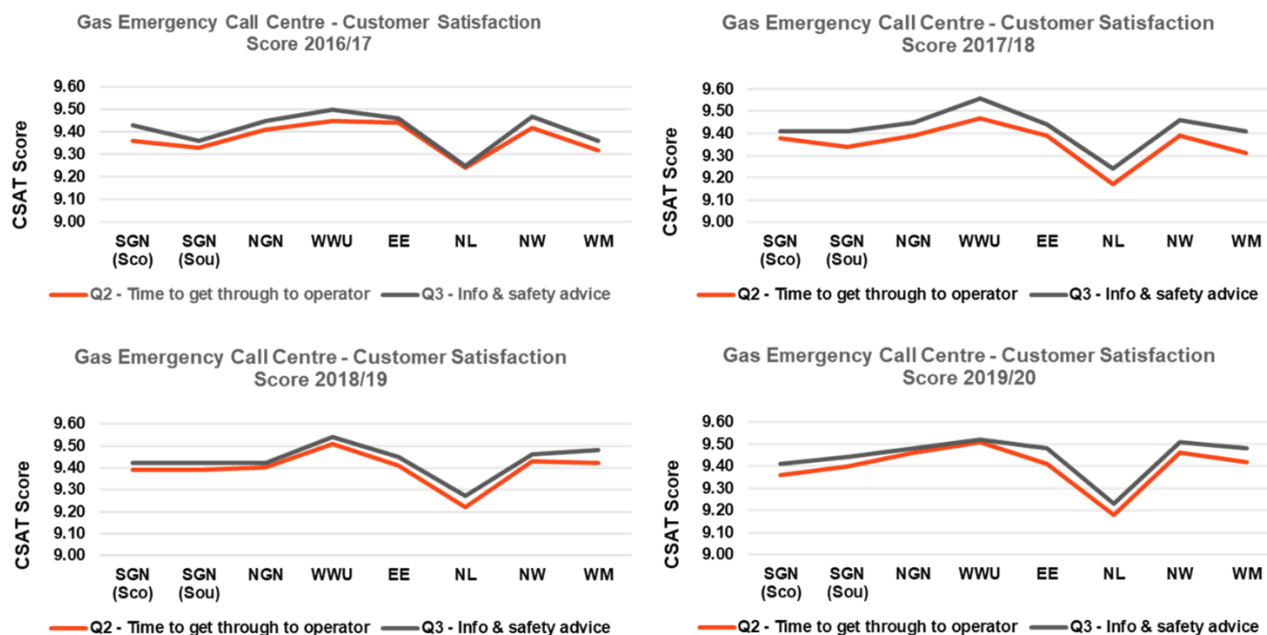 Gas Emergency Call Centre - Customer Satisfaction
Score 2016/17
CSAT Score
9.60
9.50
9.40
9.30
9.20
9.10
9.00
SGN
(Sco)
SGN
(Sou)
NGN
WWU
EE
NL
NW
WM
Q2 - Time to get through to operator
Q3 - Info & safety advice
Gas Emergency Call Centre - Customer Satisfaction
Score 2017/18
CSAT Score
9.60
9.50
9.40
9.30
9.20
9.10
9.00
SGN
(Sco)
SGN
(Sou)
NGN
WWU
EE
NL
NW
WM
Q2 - Time to get through to operator
Q3 - Info & safety advice
Gas Emergency Call Centre - Customer Satisfaction
Score 2018/19
CSAT Score
9.60
9.50
9.40
9.30
9.20
9.10
9.00
SGN
(Sco)
SGN
(Sou)
NGN
WWU
EE
NL
NW
WM
Q2 - Time to get through to operator
Q3 - Info & safety advice
Gas Emergency Call Centre - Customer Satisfaction
Score 2019/20
CSAT Score
9.60
9.50
9.40
9.30
9.20
9.10
9.00
SGN
(Sco)
SGN
(Sou)
NGN
WWU
EE
NL
NW
WM
Q2 - Time to get through to operator
Q3 - Info & safety advice